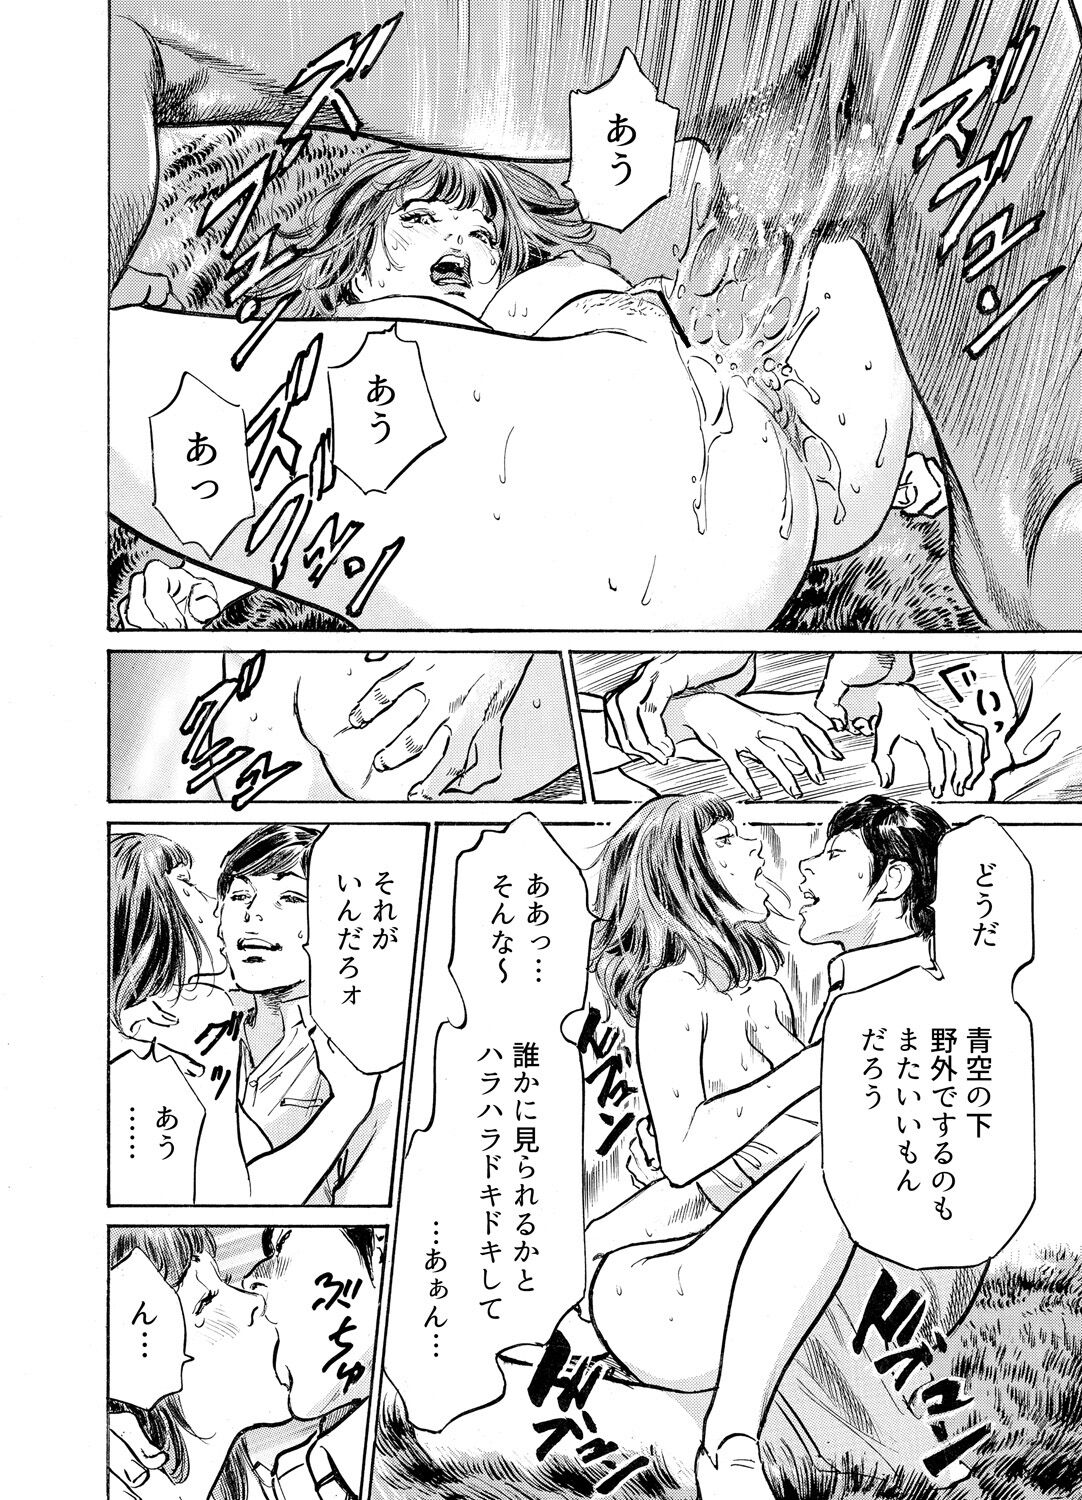 あう
あう
あっ
どうだ
青空の下
野外でするのも
またいいもん
だろう
ああっ…
そんな～
誰かに見られるかと
ハラハラドキドキして
…あぁん…
それが
いんだろォ
あう
……
ん…
ぶちゅ